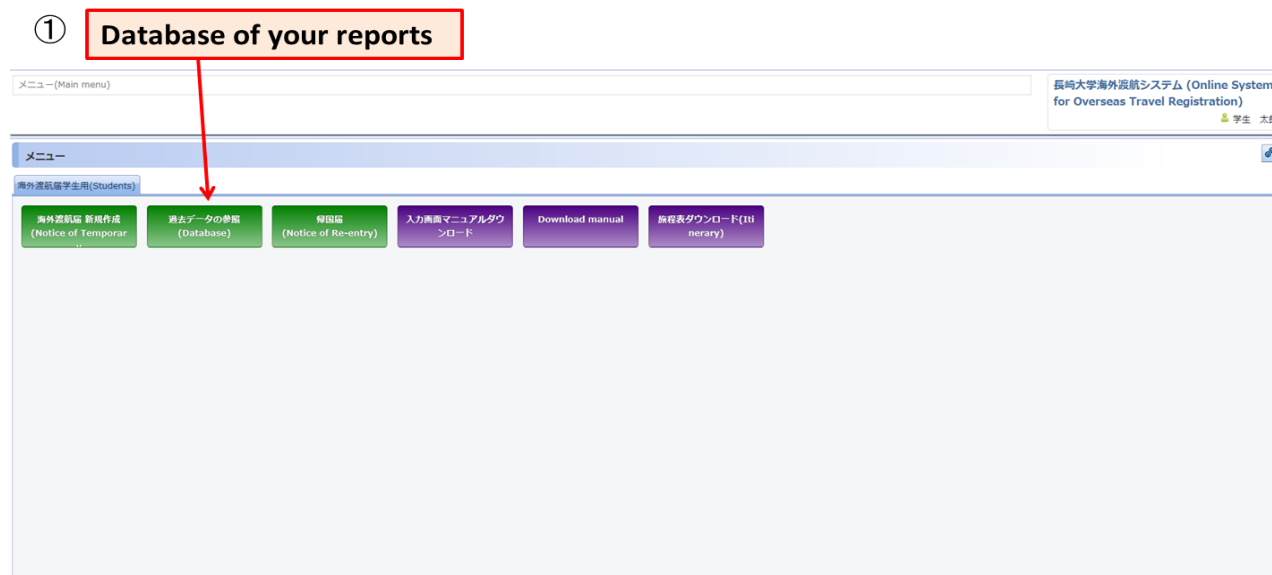 ①
Database of your reports
メニュー(Main menu)
長崎大学海外渡航システム (Online System
for Overseas Travel Registration)
学生 太
メニュー
海外渡航届学生用(Students)
海外渡航届 新規作成
(Notice of Temporar
..
過去データの参照
(Database)
帰国届
(Notice of Re-entry)
入力画面マニュアルダウ
ンロード
Download manual
旅程表ダウンロード(Iti
nerary)